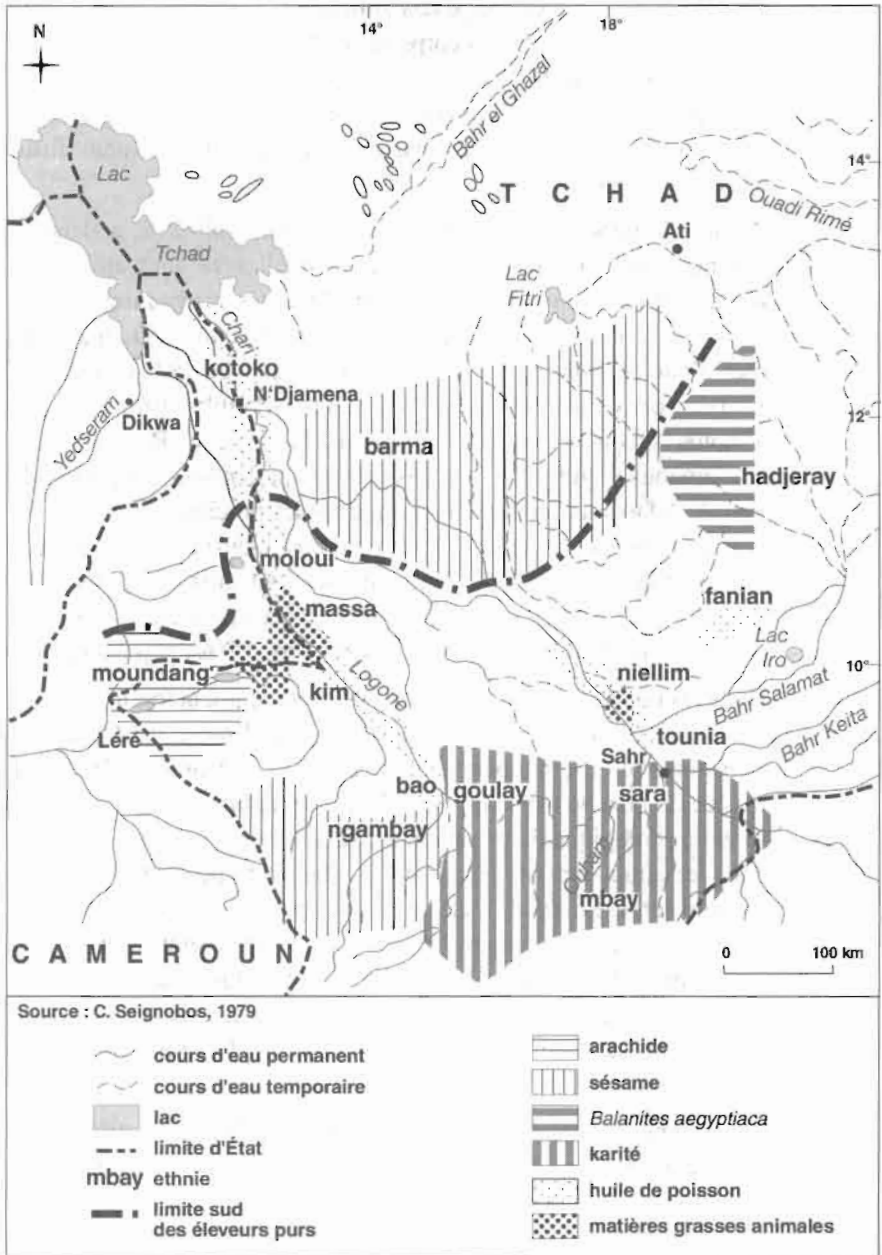 14°
18°
N
Bahr el Ghazal
14°
Lac
T C H A D
Ouadi Rimé
Ati
Tchad
Lac
Fitri
Chari
kotoko
N'Djamena
12°
Yedseram
Dikwa
barma
hadjeray
moloui
fanian
massa
Lac
Iro
10°
moundang
niellim
kim
Logone
Bahr Salamat
tounia
Bahr Keita
Léré
Sahr
bao
goulay
sara
ngambay
Ouham
mbay
C A M E R O U N
0
100 km
Source : C. Seignobos, 1979
cours d'eau permanent
cours d'eau temporaire
lac
limite d'État
mbay ethnie
limite sud
des éleveurs purs
arachide
sésame
Balanites aegyptiaca
karité
huile de poisson
matières grasses animales